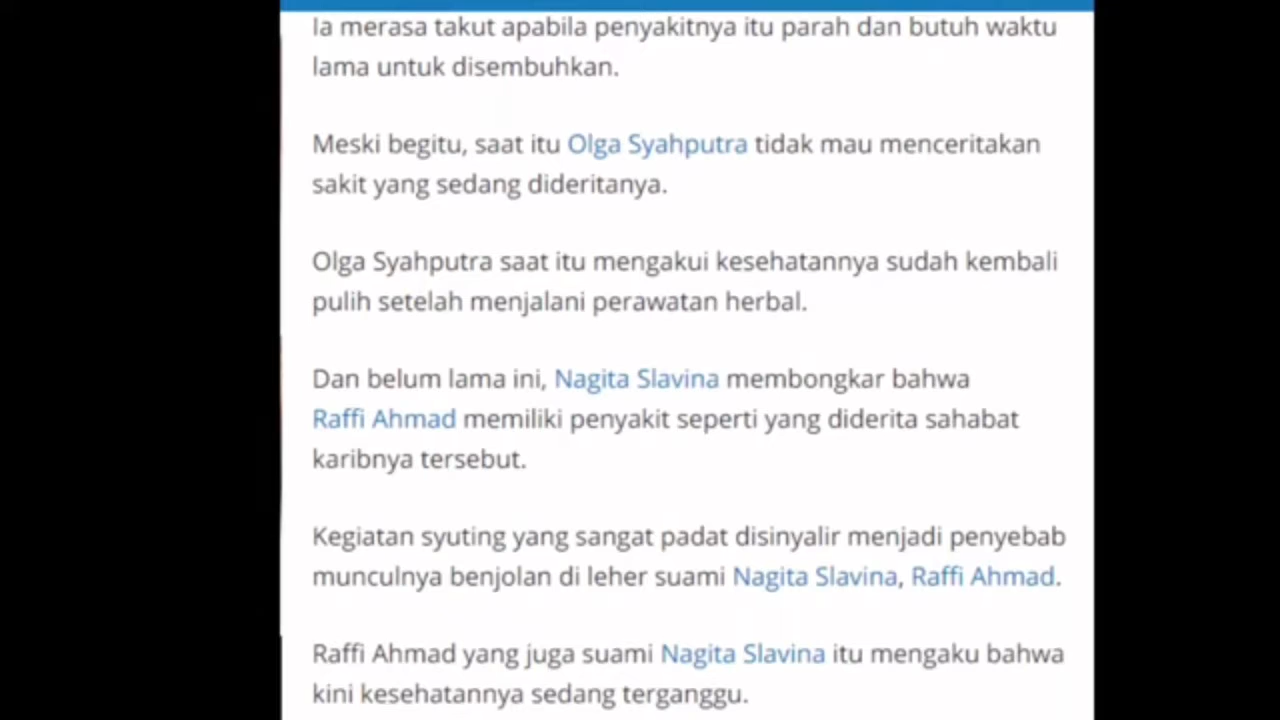 Ia merasa takut apabila penyakitnya itu parah dan butuh waktu
lama untuk disembuhkan.
Meski begitu, saat itu Olga Syahputra tidak mau menceritakan
sakit yang sedang dideritanya.
Olga Syahputra saat itu mengakui kesehatannya sudah kembali
pulih setelah menjalani perawatan herbal.
Dan belum lama ini, Nagita Slavina membongkar bahwa
Raffi Ahmad memiliki penyakit seperti yang diderita sahabat
karibnya tersebut.
Kegiatan syuting yang sangat padat disinyalir menjadi penyebab
munculnya benjolan di leher suami Nagita Slavina, Raffi Ahmad.
Raffi Ahmad yang juga suami Nagita Slavina itu mengaku bahwa
kini kesehatannya sedang terganggu.